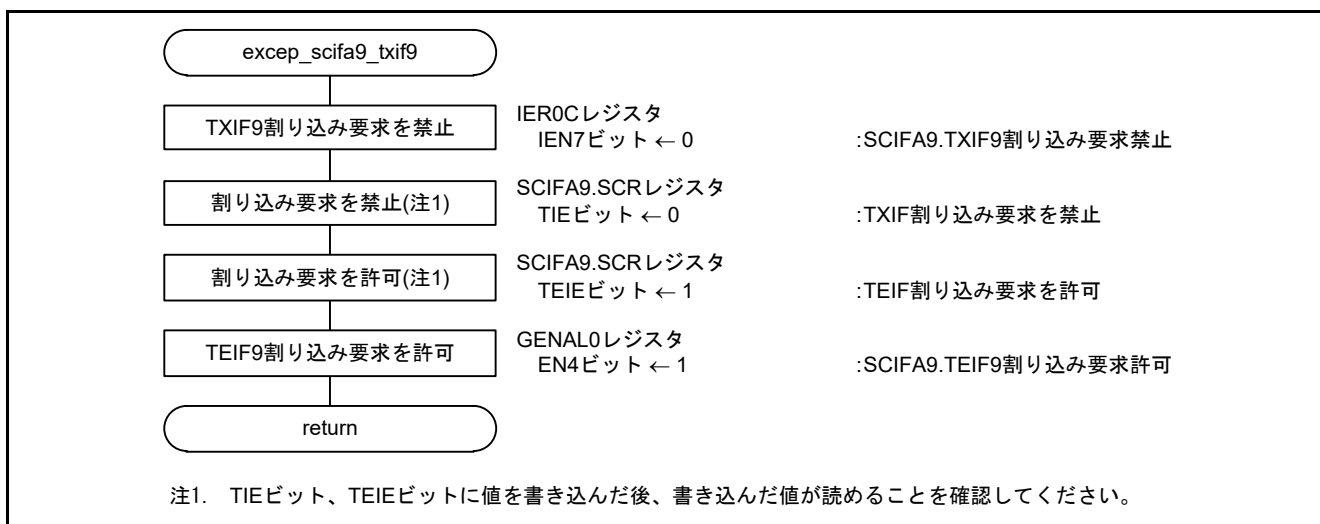 excep_scifa9_txif9
TXIF9割り込み要求を禁止
IER0Cレジスタ
IEN7ビット ← 0 :SCIFA9.TXIF9割り込み要求禁止
割り込み要求を禁止(注1)
SCIFA9.SCRレジスタ
TIEビット ← 0 :TXIF割り込み要求を禁止
割り込み要求を許可(注1)
SCIFA9.SCRレジスタ
TEIEビット ← 1 :TEIF割り込み要求を許可
TEIF9割り込み要求を許可
GENAL0レジスタ
EN4ビット ← 1 :SCIFA9.TEIF9割り込み要求許可
return
注1. TIEビット、TEIEビットに値を書き込んだ後、書き込んだ値が読めることを確認してください。